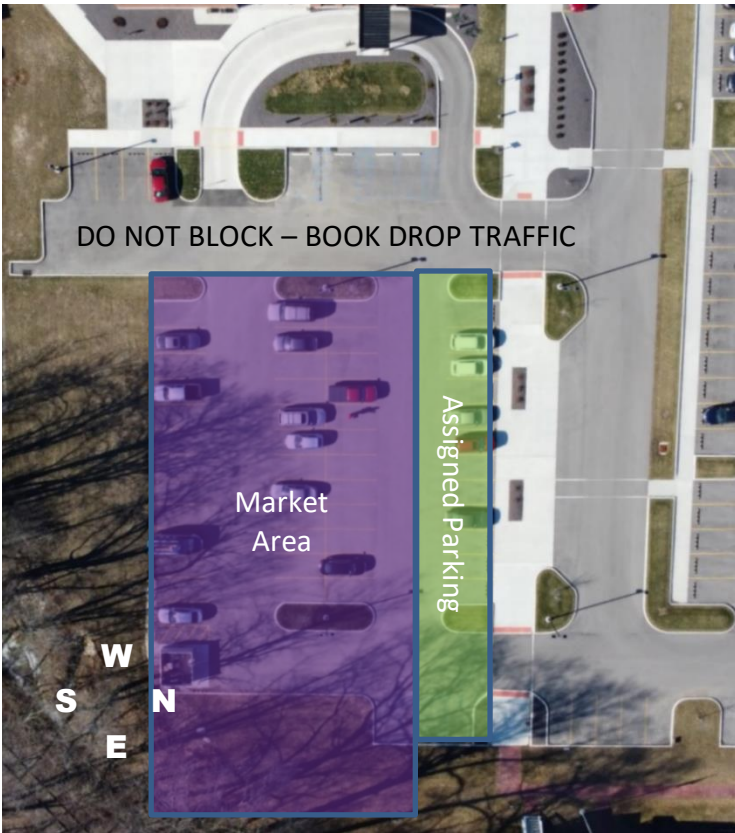 DO NOT BLOCK – BOOK DROP TRAFFIC
Market
Area
Assigned Parking
W
S N
E